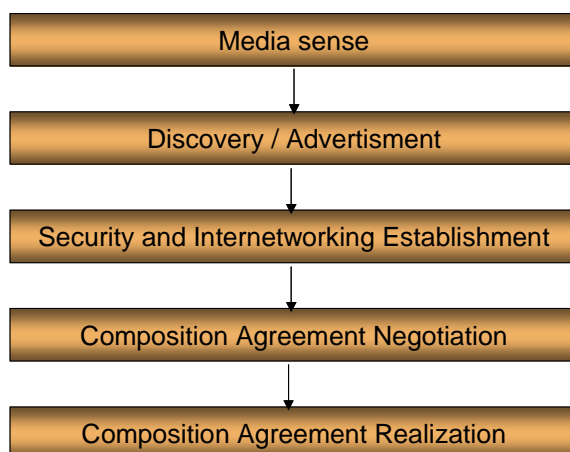 Media sense
Discovery / Advertisment
Security and Internetworking Establishment
Composition Agreement Negotiation
Composition Agreement Realization